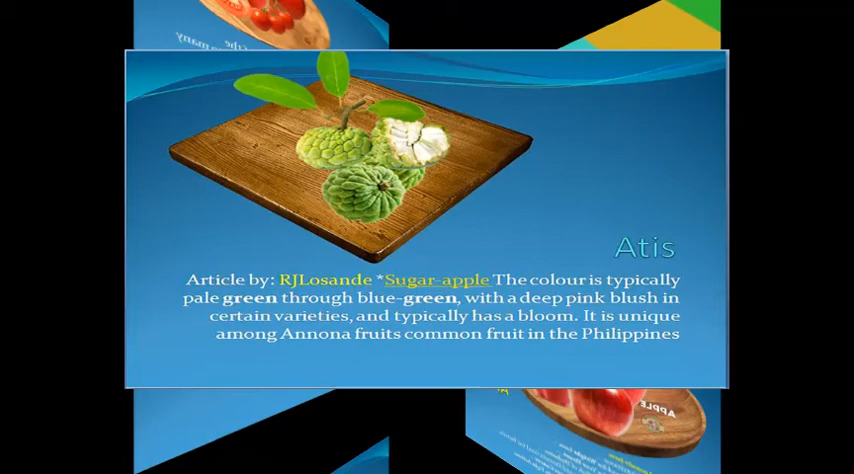 Atis
Article by: RJLosande *Sugar-apple The colour is typically
pale green through blue-green, with a deep pink blush in
certain varieties, and typically has a bloom. It is unique
among Annona fruits common fruit in the Philippines
APPLE